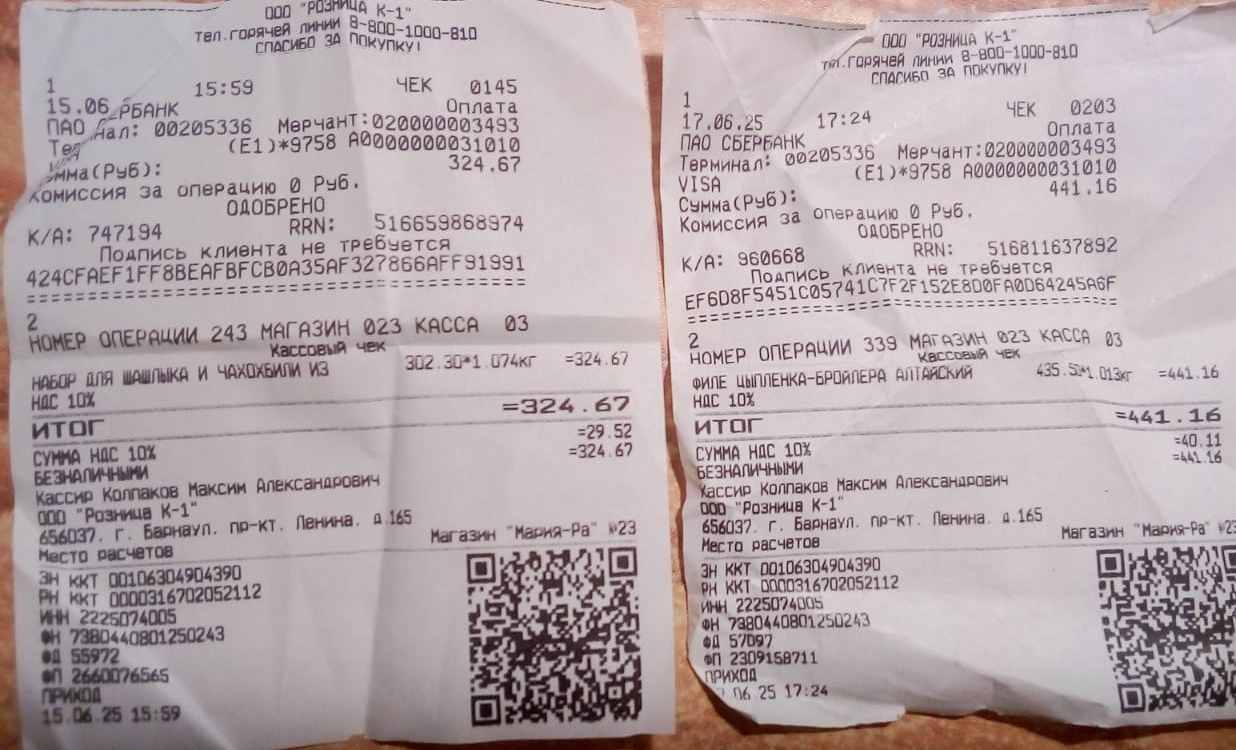 ООО "РОЗНИЦА К-1"
тел.горячей линии 8-800-1000-810
СПАСИБО ЗА ПОКУПКУ!
1
15:59 ЧЕК 0145
15.06
ПАО Оплата
00205336 Мерчант:020000003493
(E1)*9758 A0000000031010
324.67
Комиссия за операцию 0 Руб.
ОДОБРЕНО
К/А: 747194 RRN: 516659868974
Подпись клиента не требуется
424CFAEF1FF8BEAFBFCB0A35AF327866AFF91991
2
НОМЕР ОПЕРАЦИИ 243 МАГАЗИН 023 КАССА 03
Кассовый чек
НАБОР ДЛЯ ШАШЛЫКА И ЧАХОХБИЛИ ИЗ 302.30*1.074кг =324.67
НДС 10%
ИТОГ =324.67
СУММА НДС 10% =29.52
БЕЗНАЛИЧНЫМИ =324.67
Кассир Колпаков Максим Александрович
ООО "Розница К-1"
656037. г. Барнаул. пр-кт. Ленина. д.165
Место расчетов Магазин "Мария-Ра" №23
ЗН ККТ 00106304904390
РН ККТ 0000316702052112
ИНН 2225074005
ФН 7380440801250243
ФД 55972
ФП 2660076565
ПРИХОД
15.06.25 15:59
ООО "РОЗНИЦА К-1"
тел.горячей линии 8-800-1000-810
СПАСИБО ЗА ПОКУПКУ!
1
17.06.25 17:24 ЧЕК 0203
ПАО СБЕРБАНК Оплата
Терминал: 00205336 Мерчант:020000003493
VISA (E1)*9758 A0000000031010
Сумма(Руб): 441.16
Комиссия за операцию 0 Руб.
ОДОБРЕНО
К/А: 960668 RRN: 516811637892
Подпись клиента не требуется
EF6D8F5451C05741C7F2F152E8D0FA0D64245A6F
2
НОМЕР ОПЕРАЦИИ 339 МАГАЗИН 023 КАССА 03
Кассовый чек
ФИЛЕ ЦЫПЛЕНКА-БРОЙЛЕРА АЛТАЙСКИЙ =441.16
НДС 10%
ИТОГ =441.16
СУММА НДС 10% =40.11
БЕЗНАЛИЧНЫМИ =441.16
Кассир Колпаков Максим Александрович
ООО "Розница К-1"
656037. г. Барнаул. пр-кт. Ленина. д.165
Место расчетов Магазин "Мария-Ра" №23
ЗН ККТ 00106304904390
РН ККТ 0000316702052112
ИНН 2225074005
ФН 7380440801250243
ФД 57097
ФП 2309158711
ПРИХОД
06.25 17:24